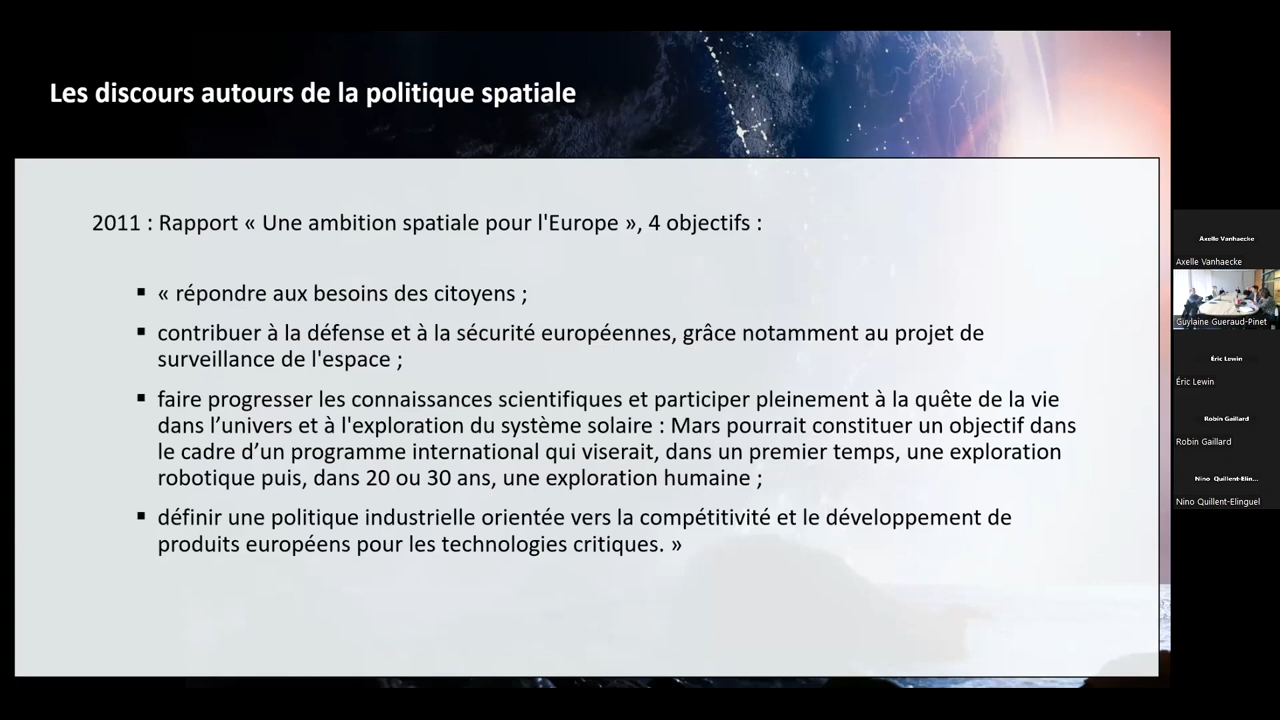 Les discours autours de la politique spatiale
2011 : Rapport « Une ambition spatiale pour l'Europe », 4 objectifs :
▪ « répondre aux besoins des citoyens ;
▪ contribuer à la défense et à la sécurité européennes, grâce notamment au projet de
surveillance de l'espace ;
▪ faire progresser les connaissances scientifiques et participer pleinement à la quête de la vie
dans l’univers et à l'exploration du système solaire : Mars pourrait constituer un objectif dans
le cadre d’un programme international qui viserait, dans un premier temps, une exploration
robotique puis, dans 20 ou 30 ans, une exploration humaine ;
▪ définir une politique industrielle orientée vers la compétitivité et le développement de
produits européens pour les technologies critiques. »
Axelle Vanhaecke
Axelle Vanhaecke
Guylaine Gueraud-Pinet
Éric Lewin
Éric Lewin
Robin Gaillard
Robin Gaillard
Nino Quillent-Elin...
Nino Quillent-Elinguel